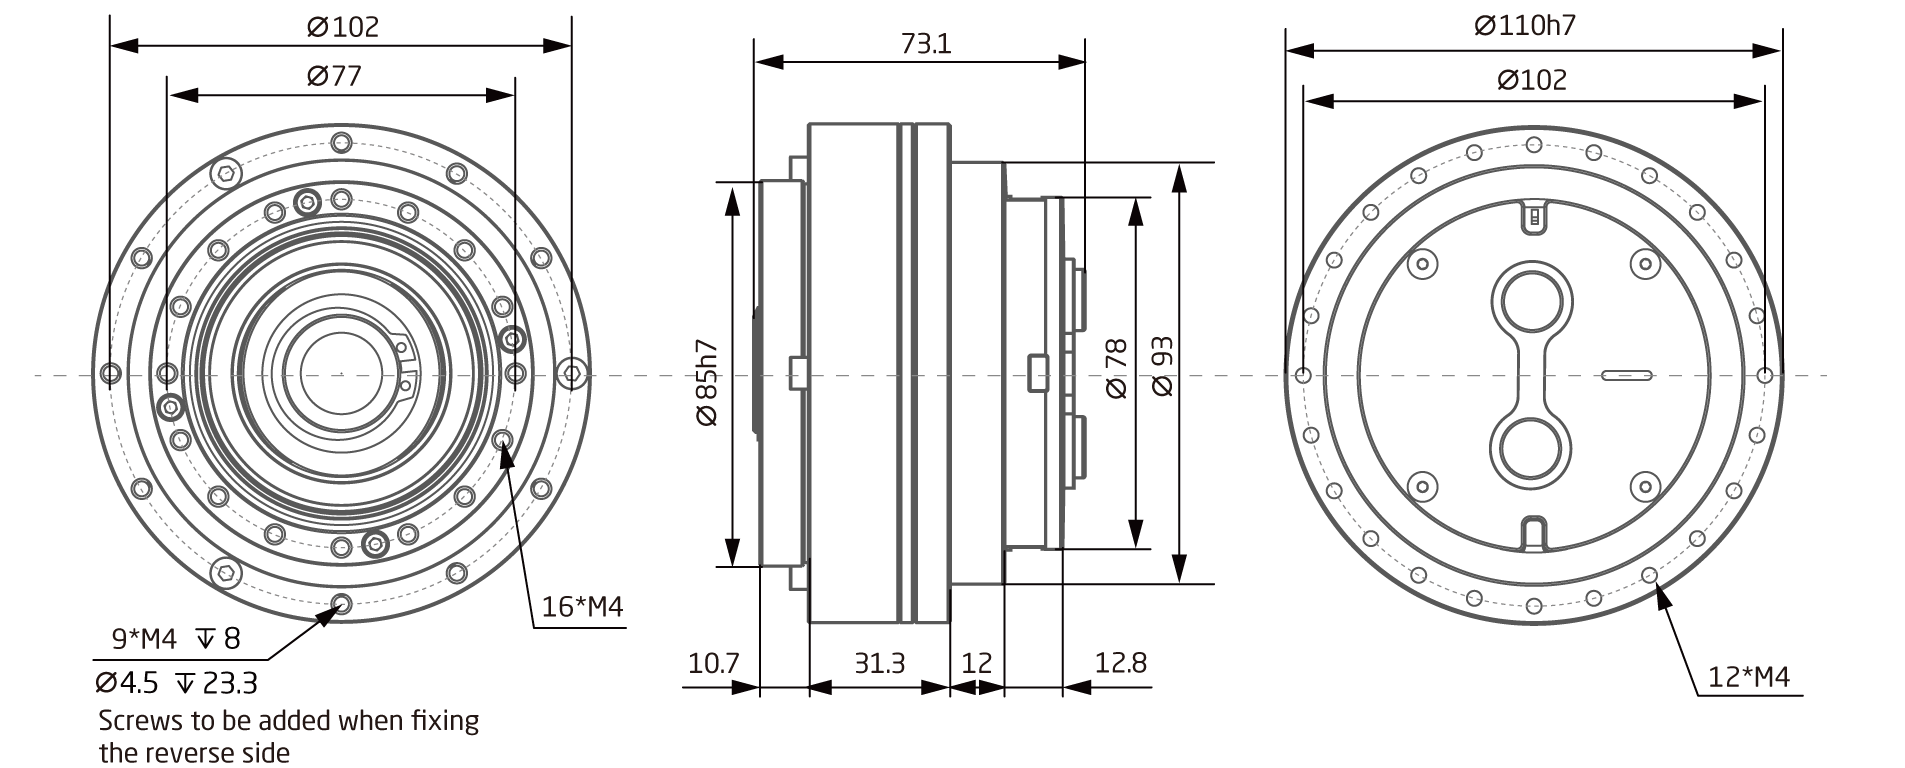 Ø102
Ø77
9*M4 ↧ 8
Ø4.5 ↧ 23.3
Screws to be added when fixing
the reverse side
16*M4
73.1
Ø85h7
Ø 78
Ø 93
10.7
31.3
12
12.8
Ø110h7
Ø102
12*M4